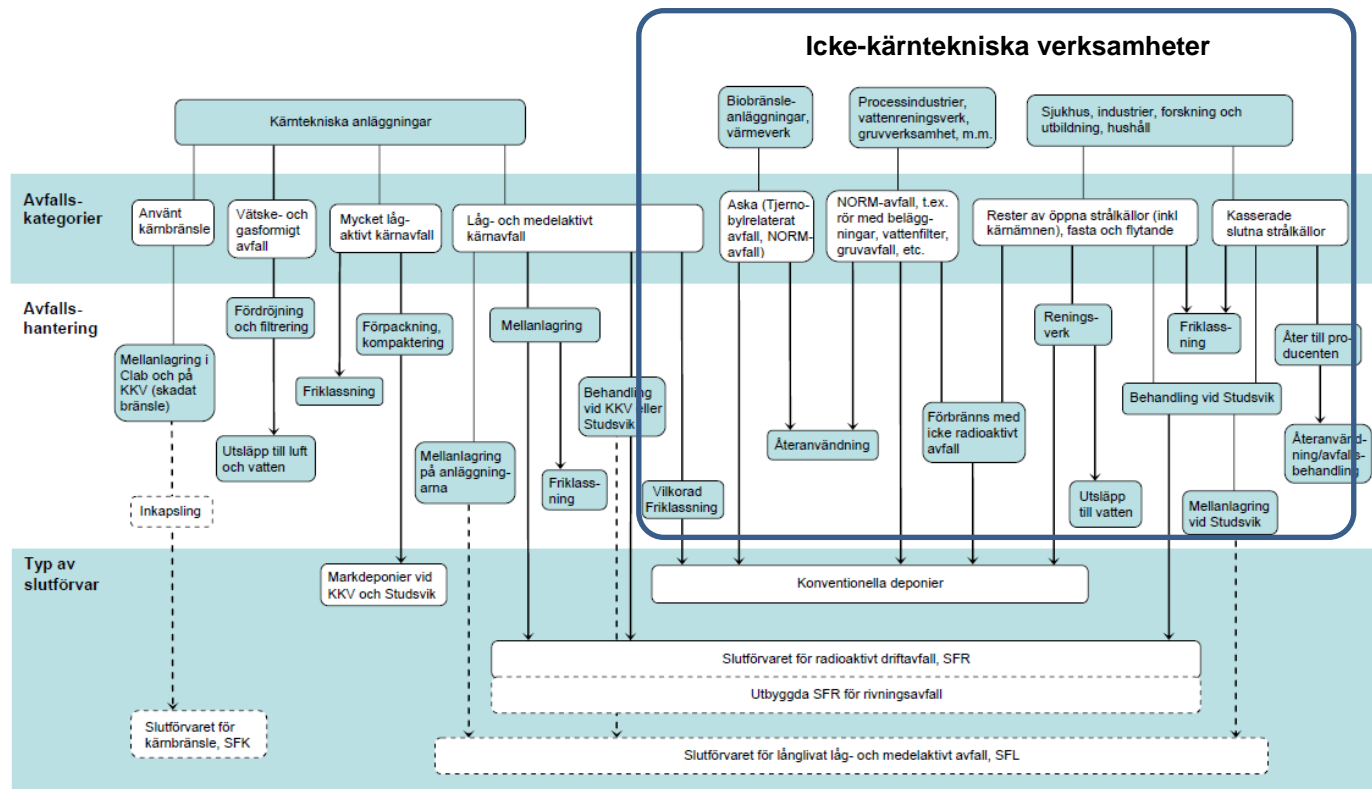 Icke-kärntekniska verksamheter
Kärntekniska anläggningar
Biobränsle-
anläggningar,
värmeverk
Processindustrier,
vattenreningsverk,
gruvverksamhet, m.m.
Sjukhus, industrier, forskning och
utbildning, hushåll
Avfalls-
kategorier
Använt
kärnbränsle
Vätske- och
gasformigt
avfall
Mycket låg-
aktivt kärnavfall
Låg- och medelaktivt
kärnavfall
Aska (Tjerno-
bylrelaterat
avfall, NORM-
avfall)
NORM-avfall, t.ex.
rör med belägg-
ningar, vattenfilter,
gruvavfall, etc.
Rester av öppna strålkällor (inkl
kärnämnen), fasta och flytande
Kasserade
slutna strålkällor
Avfalls-
hantering
Mellanlagring i
Clab och på
KKV (skadat
bränsle)
Fördröjning
och filtrering
Friklassning
Förpackning,
kompaktering
Mellanlagring
Behandling
vid KKV eller
Studsvik
Renings-
verk
Friklass-
ning
Åter till pro-
ducenten
Utsläpp till luft
och vatten
Mellanlagring
på anläggning-
arna
Friklass-
ning
Vilkorad
Friklassning
Återanvändning
Förbränns med
icke radioaktivt
avfall
Behandling vid Studsvik
Återanvänd-
ning/avfalls-
behandling
Utsläpp
till vatten
Mellanlagring
vid Studsvik
Inkapsling
Typ av
slutförvar
Markdeponier vid
KKV och Studsvik
Konventionella deponier
Slutförvaret för radioaktivt driftavfall, SFR
Utbyggda SFR för rivningsavfall
Slutförvaret för
kärnbränsle, SFK
Slutförvaret för långlivat låg- och medelaktivt avfall, SFL